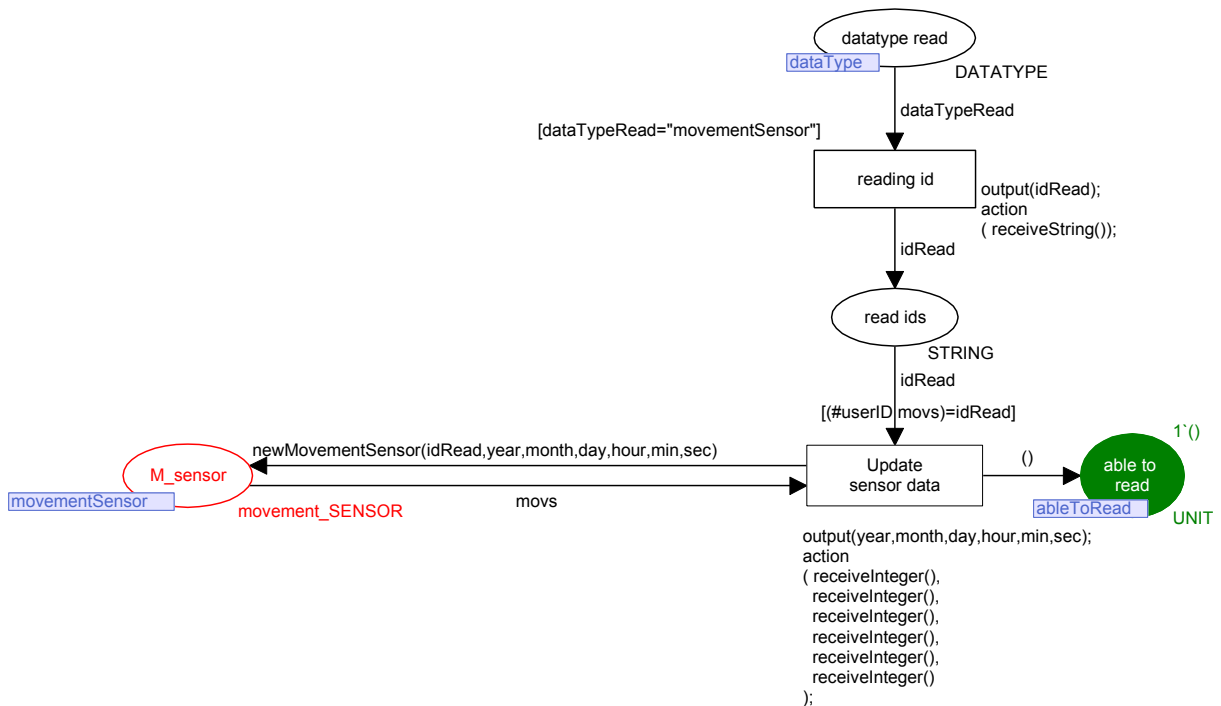 datatype read
dataType
DATATYPE
dataTypeRead
[dataTypeRead="movementSensor"]
reading id
output(idRead);
action
( receiveString());
idRead
read ids
STRING
idRead
[(#userID movs)=idRead]
newMovementSensor(idRead,year,month,day,hour,min,sec)
M_sensor
movementSensor
movement_SENSOR
movs
Update
sensor data
()
1`()
able to
read
ableToRead
UNIT
output(year,month,day,hour,min,sec);
action
( receiveInteger(),
receiveInteger(),
receiveInteger(),
receiveInteger(),
receiveInteger(),
receiveInteger()
);